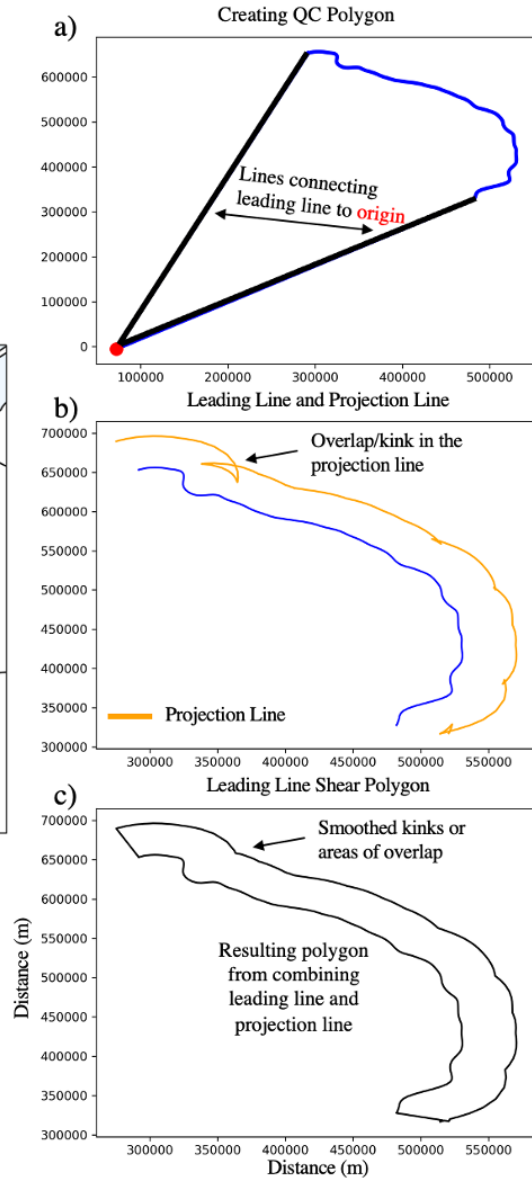 a)
Creating QC Polygon
600000
500000
400000
300000
200000
100000
0
Lines connecting
leading line to origin
100000 200000 300000 400000 500000
Leading Line and Projection Line
b)
700000
650000
600000
550000
500000
450000
400000
350000
300000
Overlap/kink in the
projection line
Projection Line
300000 350000 400000 450000 500000 550000
Leading Line Shear Polygon
c)
700000
650000
600000
550000
500000
450000
400000
350000
300000
Distance (m)
Smoothed kinks or
areas of overlap
Resulting polygon
from combining
leading line and
projection line
300000 350000 400000 450000 500000 550000
Distance (m)